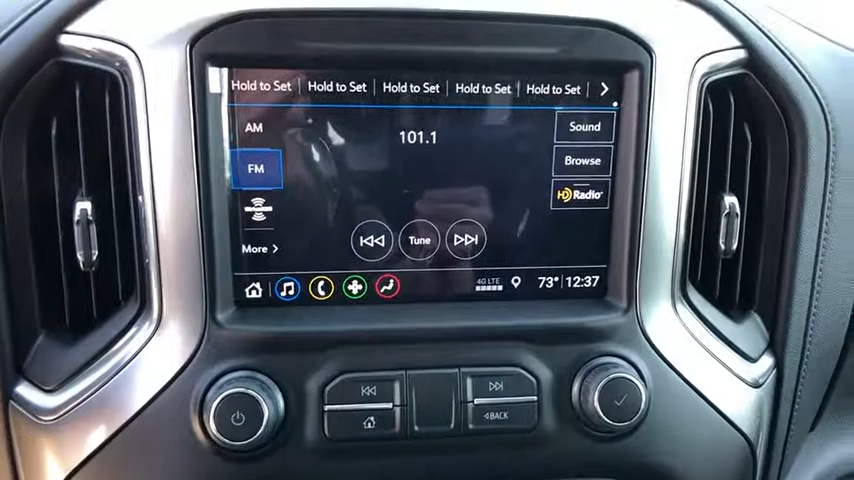 Hold to Set Hold to Set Hold to Set Hold to Set Hold to Set
AM
101.1
Sound
FM
Browse
HD Radio
Tune
More
4G LTE 73° 12:37
BACK